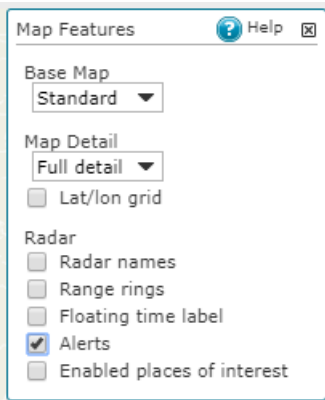 Map Features ? Help
Base Map
Standard
Map Detail
Full detail
Lat/lon grid
Radar
Radar names
Range rings
Floating time label
Alerts
Enabled places of interest